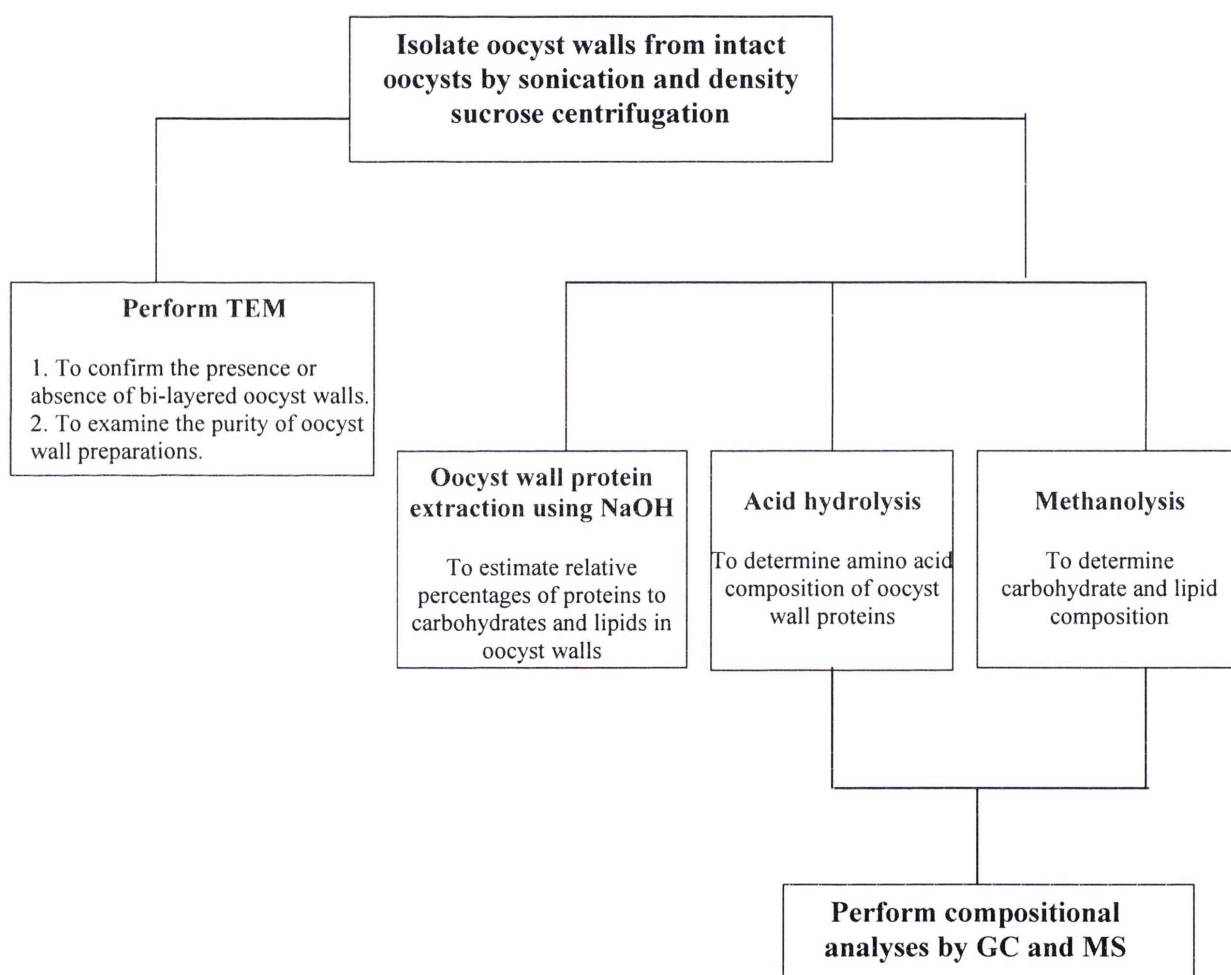 Isolate oocyst walls from intact
oocysts by sonication and density
sucrose centrifugation
Perform TEM
1. To confirm the presence or
absence of bi-layered oocyst walls.
2. To examine the purity of oocyst
wall preparations.
Oocyst wall protein
extraction using NaOH
To estimate relative
percentages of proteins to
carbohydrates and lipids in
oocyst walls
Acid hydrolysis
To determine amino acid
composition of oocyst
wall proteins
Methanolysis
To determine
carbohydrate and lipid
composition
Perform compositional
analyses by GC and MS